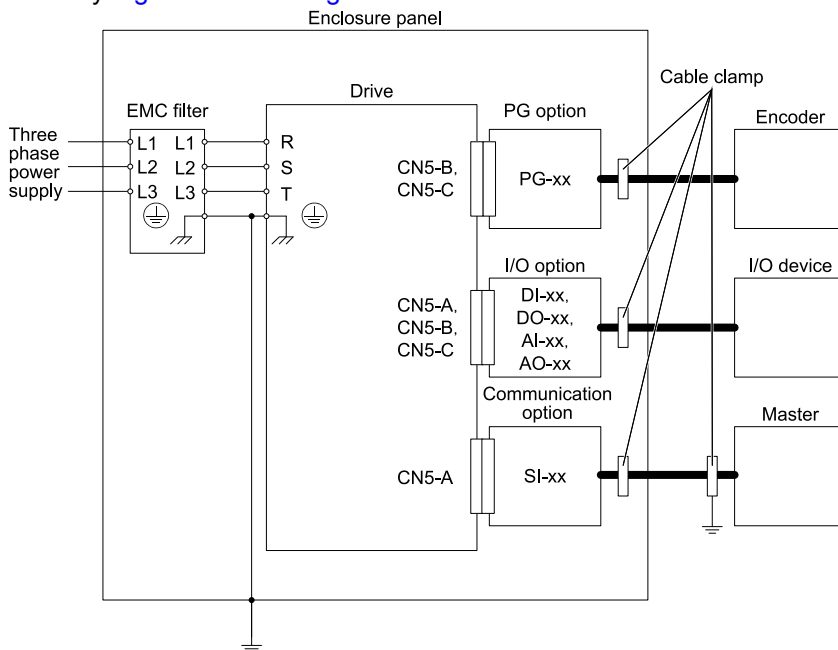 Enclosure panel
Cable clamp
Drive
EMC filter
PG option
Encoder
Three
phase
power
supply
L1 L1
L2 L2
L3 L3
R
S
T
CN5-B,
CN5-C
PG-xx
I/O option
I/O device
CN5-A,
CN5-B,
CN5-C
DI-xx,
DO-xx,
AI-xx,
AO-xx
Communication
option
Master
CN5-A
SI-xx